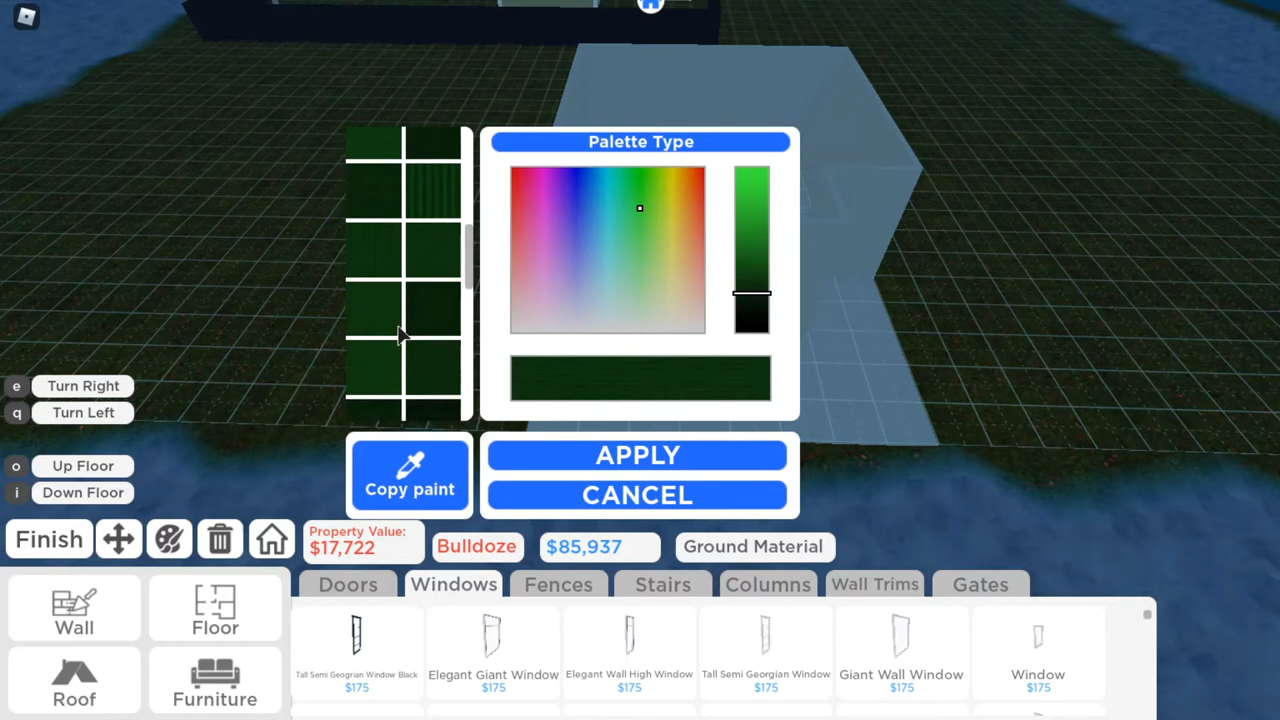 Palette Type
e Turn Right
q Turn Left
o Up Floor
i Down Floor
Copy paint
APPLY
CANCEL
Finish
Property Value:
$17,722
Bulldoze
$85,937
Ground Material
Wall
Floor
Roof
Furniture
Doors
Windows
Fences
Stairs
Columns
Wall Trims
Gates
Tall Semi Geogrian Window Black
$175
Elegant Giant Window
$175
Elegant Wall High Window
$175
Tall Semi Georgrian Window
$175
Giant Wall Window
$175
Window
$175